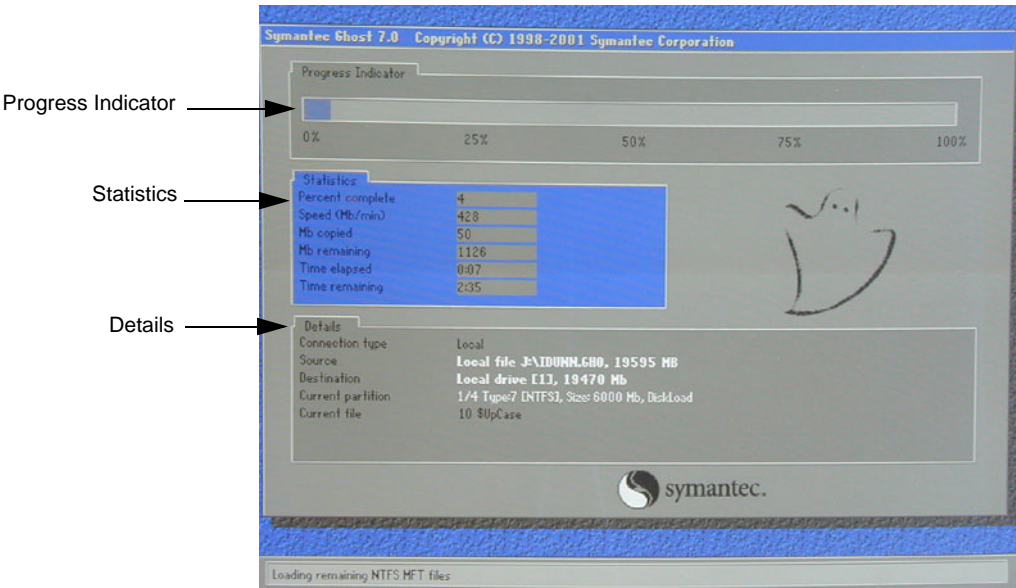 Symantec Ghost 7.0 Copyright (C) 1998-2001 Symantec Corporation
Progress Indicator
Progress Indicator
0% 25% 50% 75% 100%
Statistics
Statistics
Percent complete 4
Speed (Mb/min) 428
Mb copied 50
Mb remaining 1126
Time elapsed 0:07
Time remaining 2:35
Details
Details
Connection type Local
Source Local file J:\IDUNN.GHO, 19595 MB
Destination Local drive [1], 19470 Mb
Current partition 1/4 Type:7 [NTFS], Size: 6000 Mb, DiskLoad
Current file 10 $UpCase
symantec.
Loading remaining NTFS MFT files